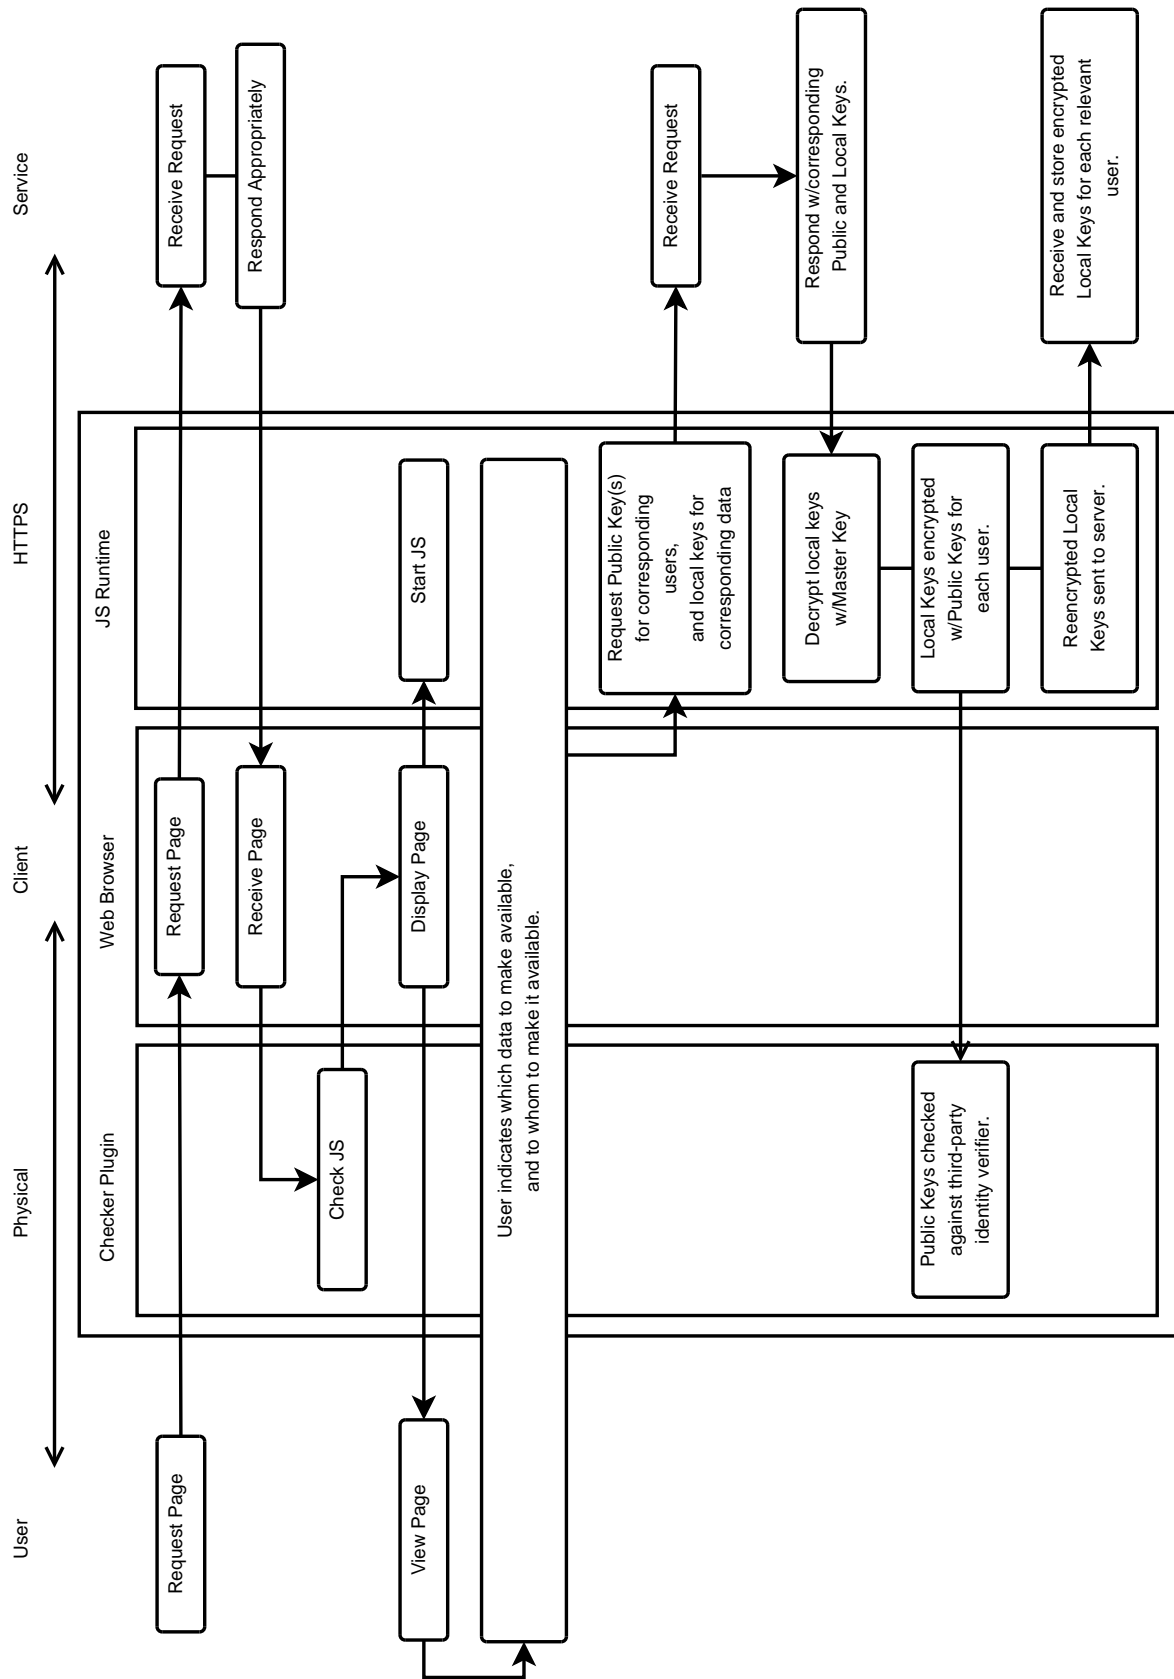 User
Physical
Client
HTTPS
Service
Checker Plugin
Web Browser
JS Runtime
Request Page
Request Page
Receive Request
Receive Page
Respond Appropriately
Check JS
View Page
Display Page
Start JS
User indicates which data to make available,
and to whom to make it available.
Request Public Key(s)
for corresponding
users,
and local keys for
corresponding data
Receive Request
Decrypt local keys
w/Master Key
Respond w/corresponding
Public and Local Keys.
Public Keys checked
against third-party
identity verifier.
Local Keys encrypted
w/Public Keys for
each user.
Reencrypted Local
Keys sent to server.
Receive and store encrypted
Local Keys for each relevant
user.